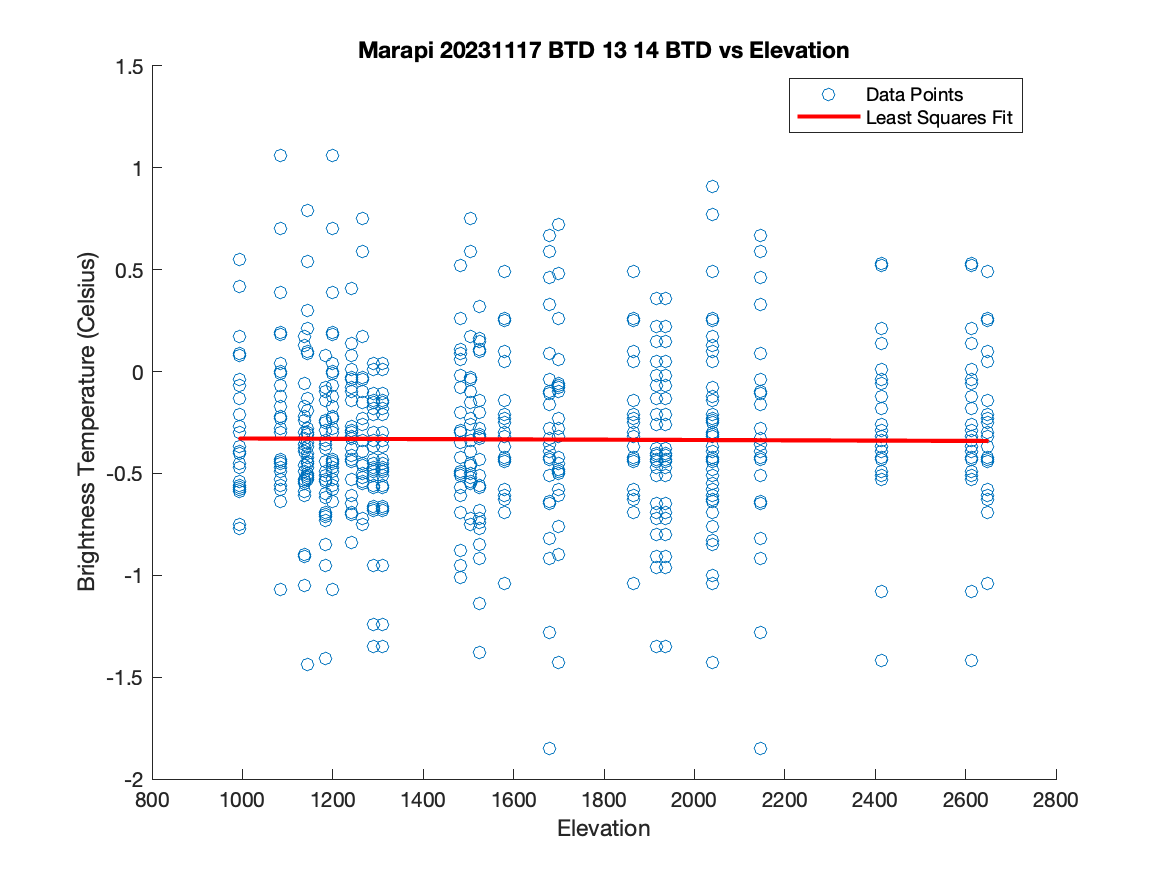 Marapi 20231117 BTD 13 14 BTD vs Elevation
Data Points
Least Squares Fit
Brightness Temperature (Celsius)
1.5
1
0.5
0
-0.5
-1
-1.5
-2
800 1000 1200 1400 1600 1800 2000 2200 2400 2600 2800
Elevation